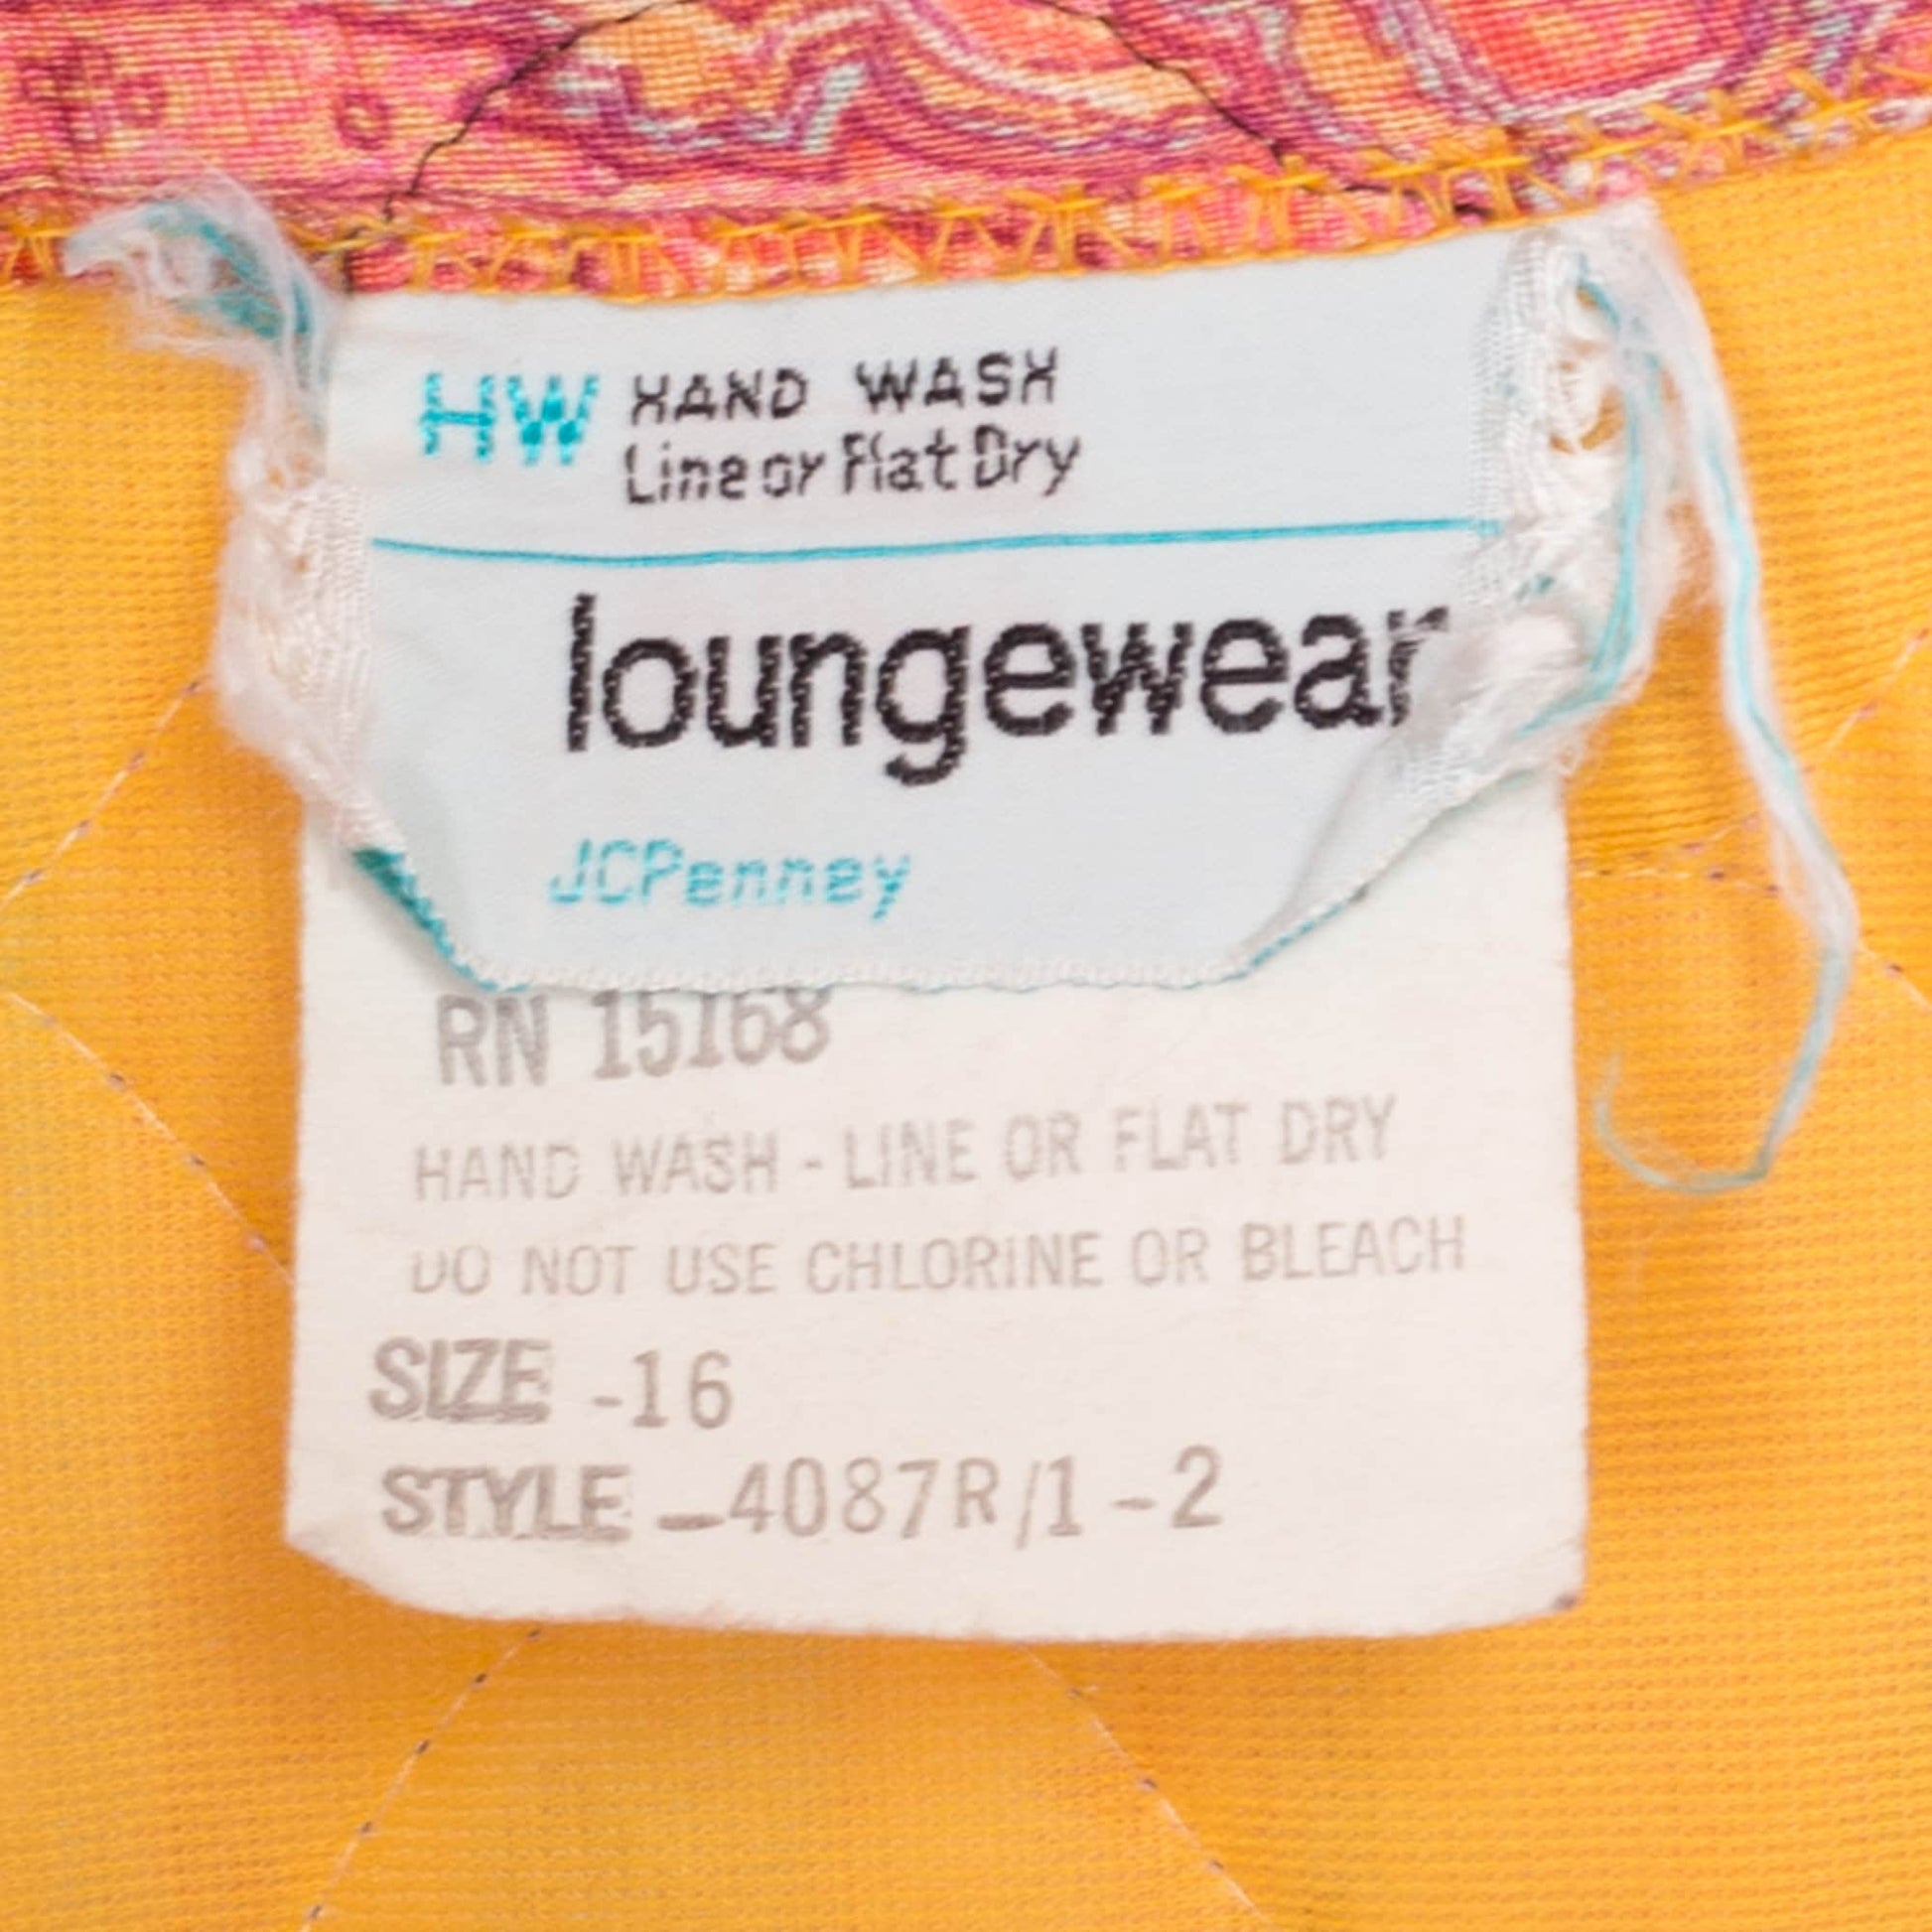 HW HAND WASH
Line or Flat Dry
loungewear
JCPenney
RN 15168
HAND WASH - LINE OR FLAT DRY
DO NOT USE CHLORINE OR BLEACH
SIZE -16
STYLE -4087R/1-2